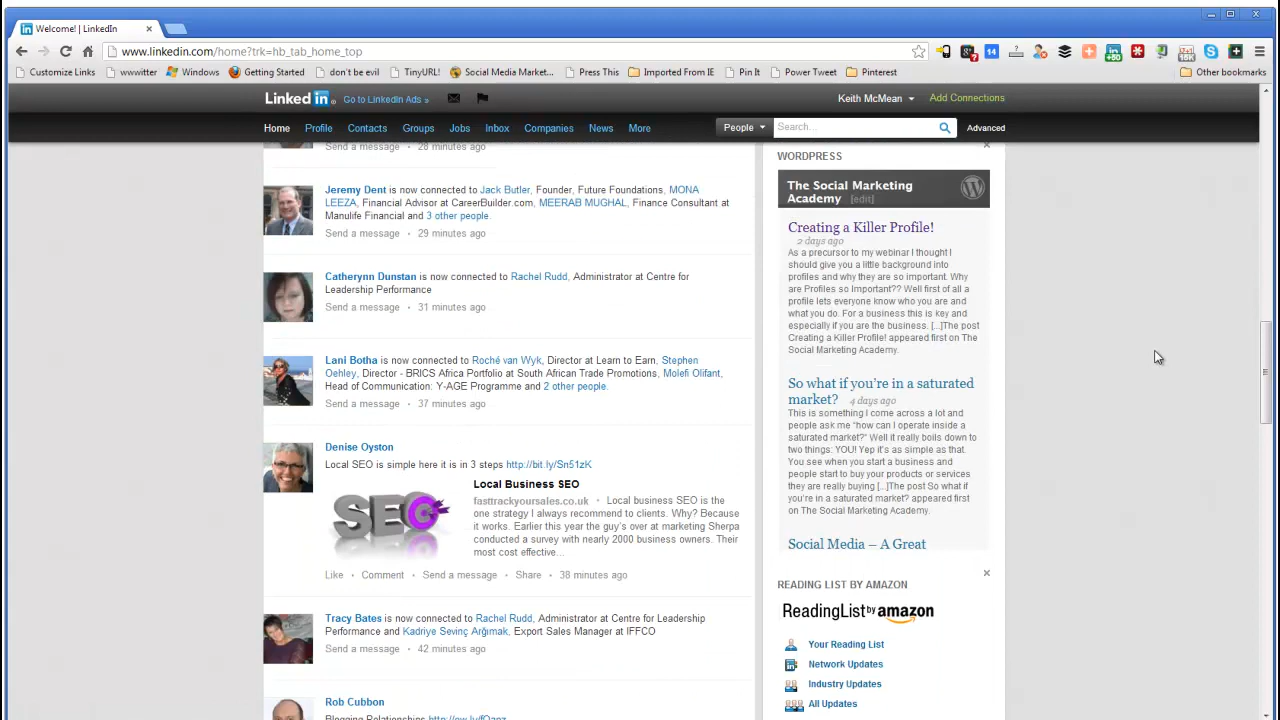 Welcome! | LinkedIn
www.linkedin.com/home?trk=hb_tab_home_top
Customize Links wwwitter Windows Getting Started don't be evil TinyURL! Social Media Market... Press This Imported From IE Pin It Power Tweet Pinterest Other bookmarks
Linked in Go to LinkedIn Ads » Keith McMean Add Connections
Home Profile Contacts Groups Jobs Inbox Companies News More People Search... Advanced
Send a message • 28 minutes ago
Jeremy Dent is now connected to Jack Butler, Founder, Future Foundations, MONA
LEEZA, Financial Advisor at CareerBuilder.com, MEERAB MUGHAL, Finance Consultant at
Manulife Financial and 3 other people.
Send a message • 29 minutes ago
Catherynn Dunstan is now connected to Rachel Rudd, Administrator at Centre for
Leadership Performance
Send a message • 31 minutes ago
Lani Botha is now connected to Roché van Wyk, Director at Learn to Earn, Stephen
Oehley, Director - BRICS Africa Portfolio at South African Trade Promotions, Molefi Olifant,
Head of Communication: Y-AGE Programme and 2 other people.
Send a message • 37 minutes ago
Denise Oyston
Local SEO is simple here it is in 3 steps http://bit.ly/Sn51zK
SEO
Local Business SEO
fasttrackyoursales.co.uk • Local business SEO is the
one strategy I always recommend to clients. Why? Because
it works. Earlier this year the guy's over at marketing Sherpa
conducted a survey with nearly 2000 business owners. Their
most cost effective...
Like • Comment • Send a message • Share • 38 minutes ago
Tracy Bates is now connected to Rachel Rudd, Administrator at Centre for Leadership
Performance and Kadriye Sevinç Arğımak, Export Sales Manager at IFFCO
Send a message • 42 minutes ago
Rob Cubbon
Blogging Relationships
WORDPRESS
The Social Marketing
Academy [edit]
Creating a Killer Profile!
2 days ago
As a precursor to my webinar I thought I
should give you a little background into
profiles and why they are so important. Why
are Profiles so Important?? Well first of all a
profile lets everyone know who you are and
what you do. For a business this is key and
especially if you are the business. [...]The post
Creating a Killer Profile! appeared first on The
Social Marketing Academy.
So what if you're in a saturated
market? 4 days ago
This is something I come across a lot and
people ask me “how can I operate inside a
saturated market?” Well it really boils down to
two things: YOU! Yep it's as simple as that.
You see when you start a business and
people start to buy your products or services
they are really buying [...]The post So what if
you're in a saturated market? appeared first
on The Social Marketing Academy.
Social Media – A Great
READING LIST BY AMAZON
ReadingList by amazon
Your Reading List
Network Updates
Industry Updates
All Updates